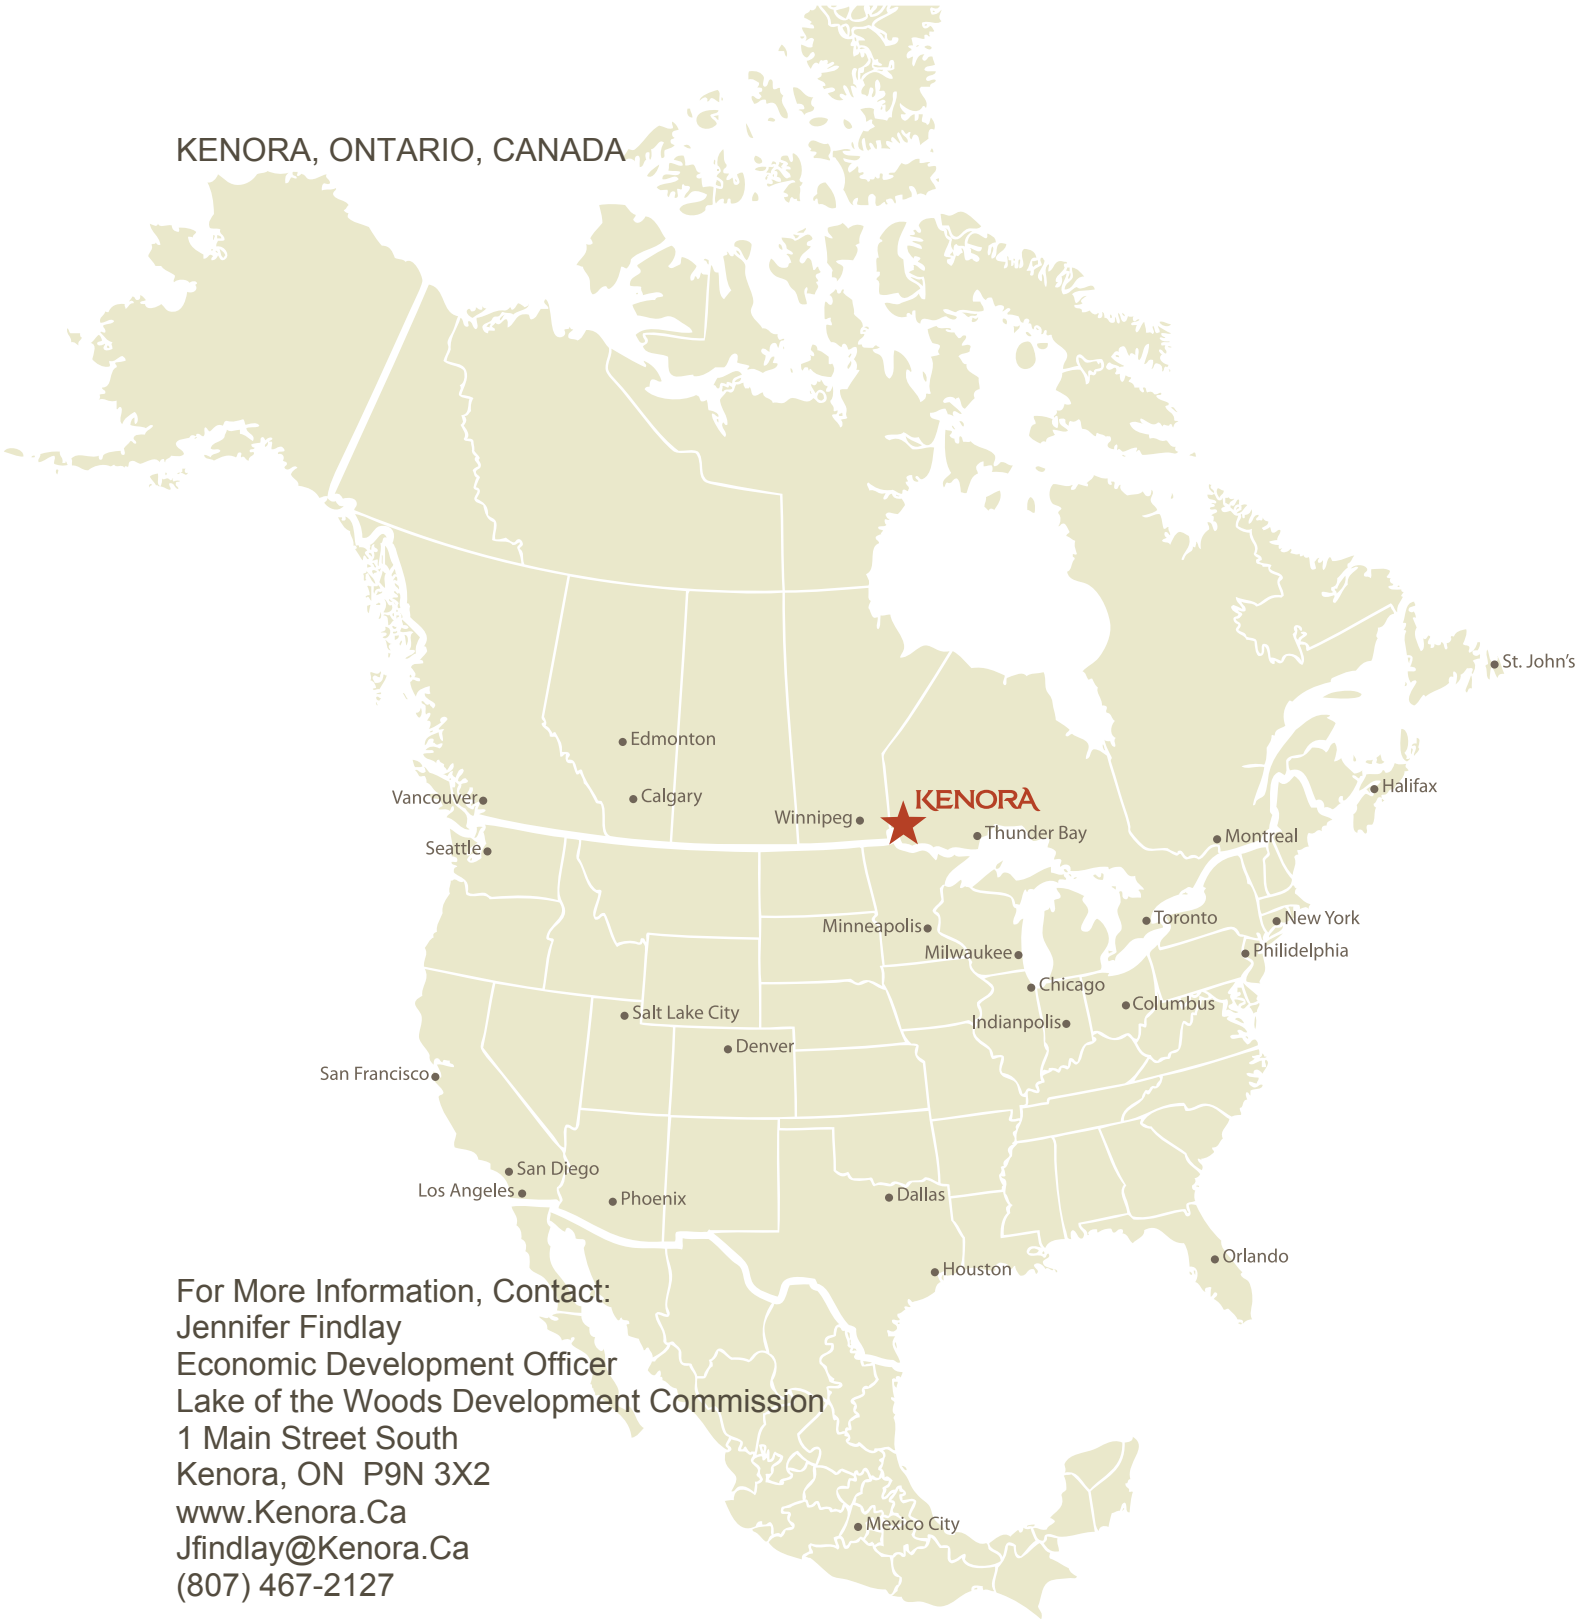 KENORA, ONTARIO, CANADA
St. John's
Edmonton
Vancouver
Calgary
KENORA
Halifax
Winnipeg
Thunder Bay
Montreal
Seattle
Toronto
New York
Minneapolis
Milwaukee
Philidelphia
Chicago
Columbus
Salt Lake City
Indianpolis
Denver
San Francisco
San Diego
Los Angeles
Phoenix
Dallas
Orlando
Houston
For More Information, Contact:
Jennifer Findlay
Economic Development Officer
Lake of the Woods Development Commission
1 Main Street South
Kenora, ON  P9N 3X2
www.Kenora.Ca
Mexico City
Jfindlay@Kenora.Ca
(807) 467-2127